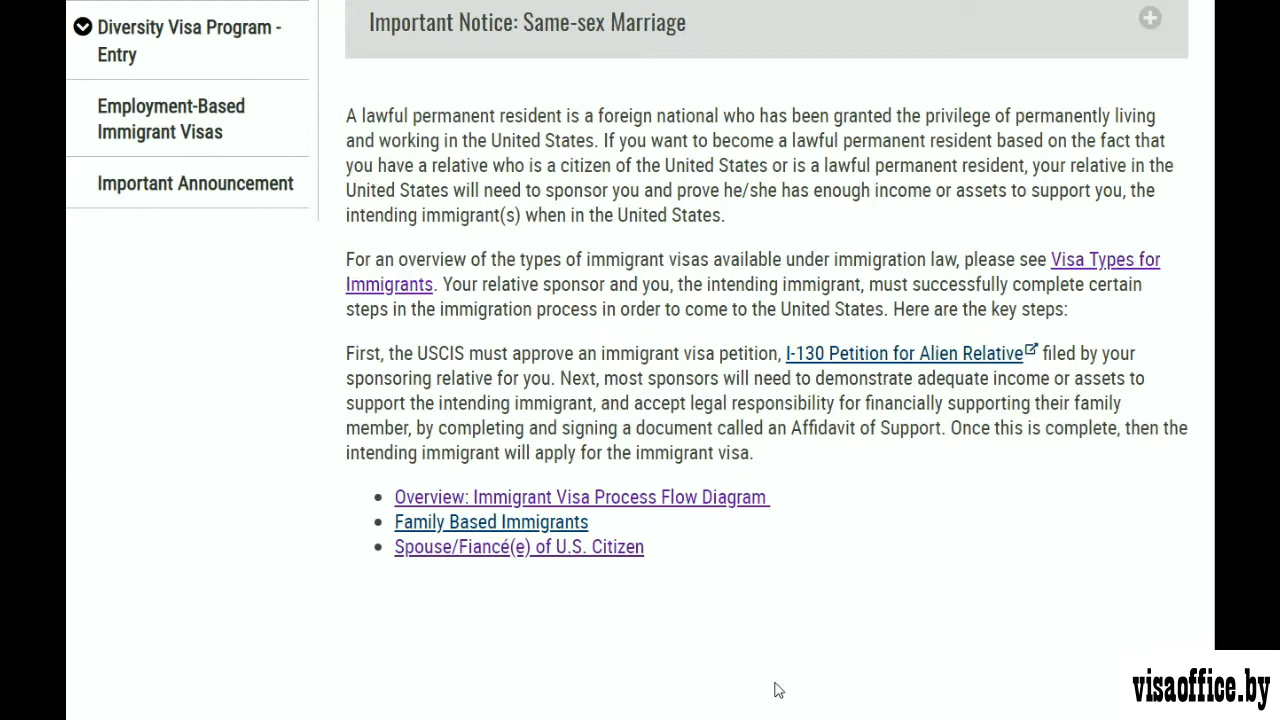 Diversity Visa Program -
Entry
Employment-Based
Immigrant Visas
Important Announcement
Important Notice: Same-sex Marriage
A lawful permanent resident is a foreign national who has been granted the privilege of permanently living
and working in the United States. If you want to become a lawful permanent resident based on the fact that
you have a relative who is a citizen of the United States or is a lawful permanent resident, your relative in the
United States will need to sponsor you and prove he/she has enough income or assets to support you, the
intending immigrant(s) when in the United States.
For an overview of the types of immigrant visas available under immigration law, please see Visa Types for
Immigrants. Your relative sponsor and you, the intending immigrant, must successfully complete certain
steps in the immigration process in order to come to the United States. Here are the key steps:
First, the USCIS must approve an immigrant visa petition, I-130 Petition for Alien Relative filed by your
sponsoring relative for you. Next, most sponsors will need to demonstrate adequate income or assets to
support the intending immigrant, and accept legal responsibility for financially supporting their family
member, by completing and signing a document called an Affidavit of Support. Once this is complete, then the
intending immigrant will apply for the immigrant visa.
Overview: Immigrant Visa Process Flow Diagram
Family Based Immigrants
Spouse/Fiancé(e) of U.S. Citizen
visaoffice.by